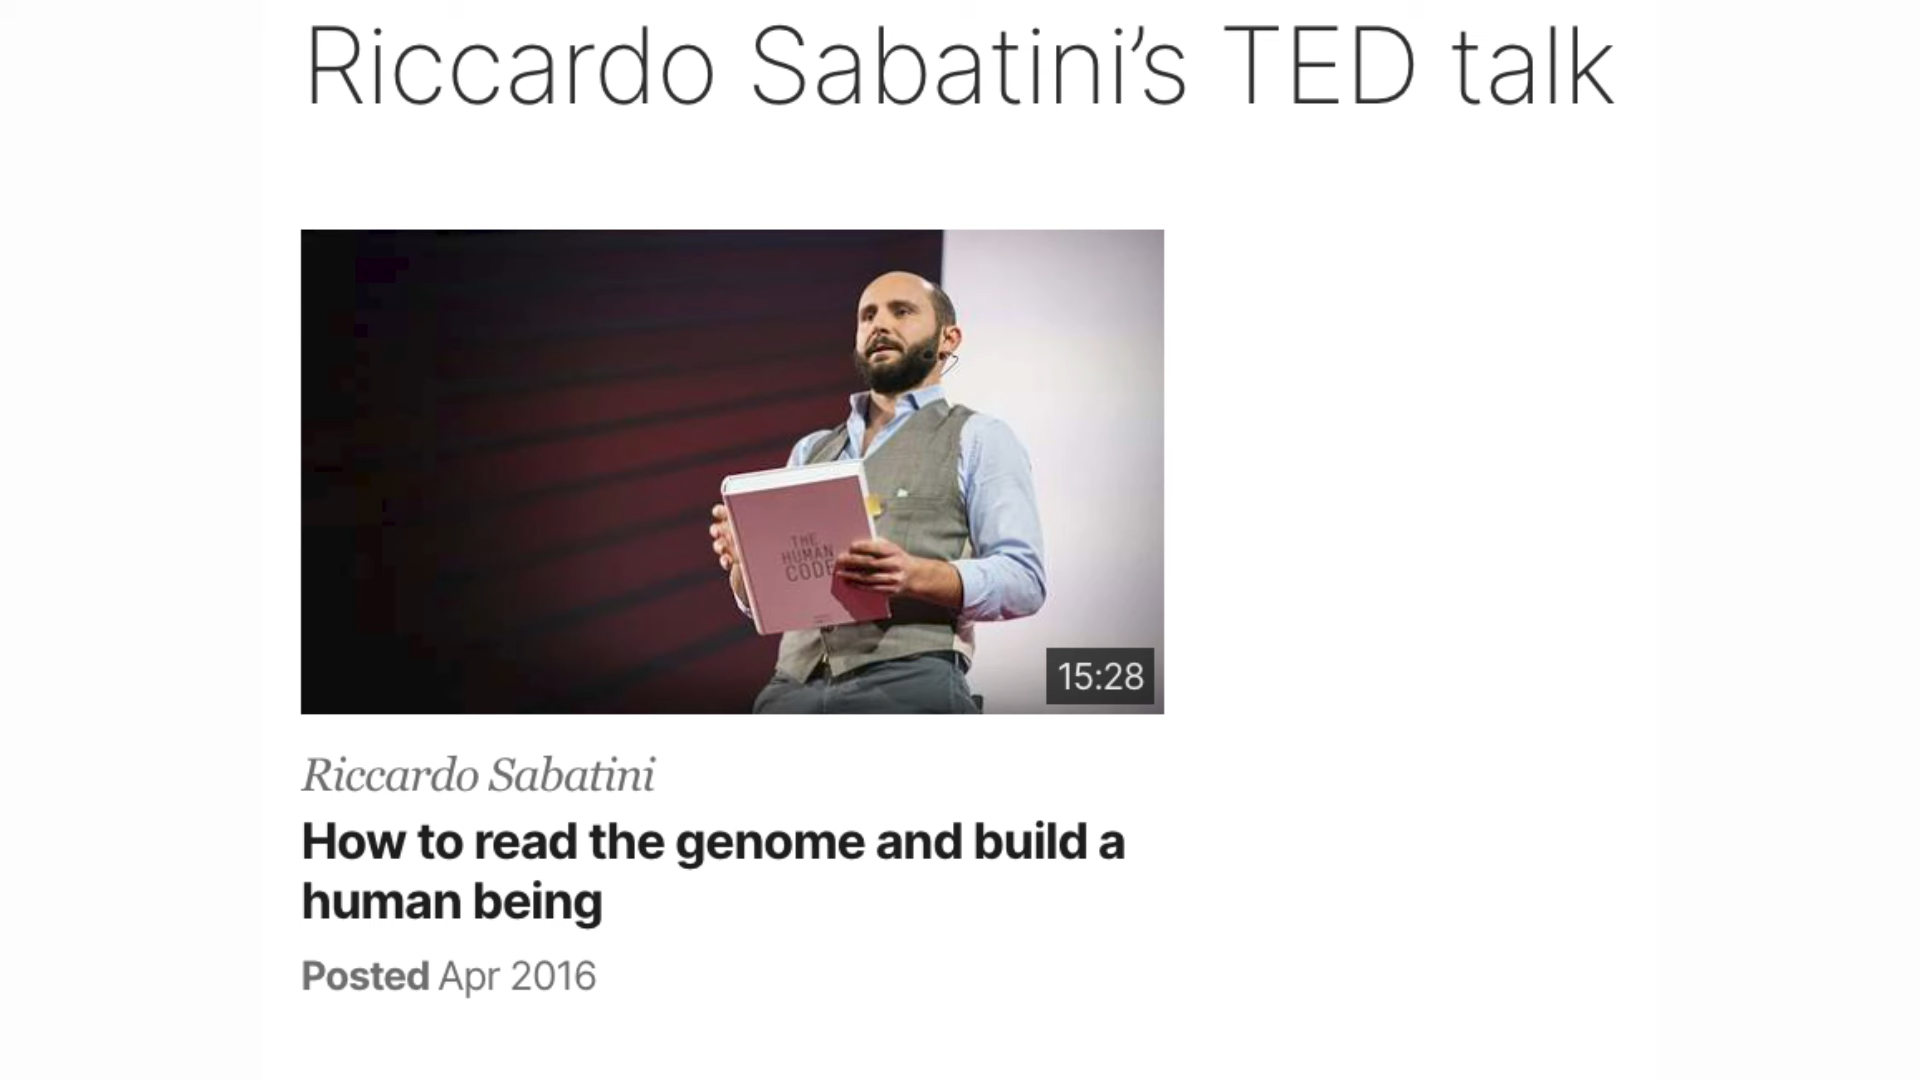 Riccardo Sabatini’s TED talk
THE
HUMAN
CODE
15:28
Riccardo Sabatini
How to read the genome and build a
human being
Posted Apr 2016